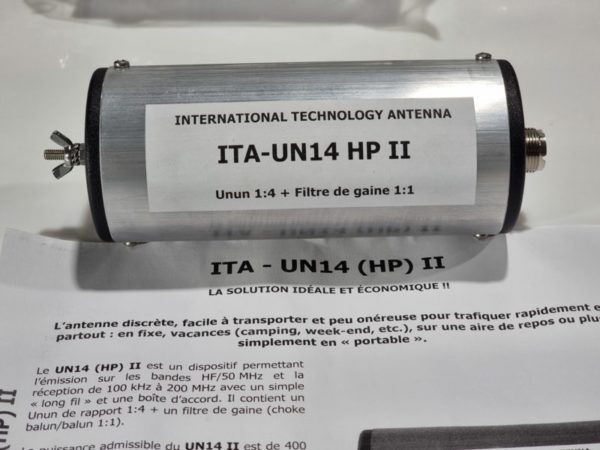 INTERNATIONAL TECHNOLOGY ANTENNA
ITA-UN14 HP II
Unun 1:4 + Filtre de gaine 1:1
ITA - UN14 (HP) II
LA SOLUTION IDÉALE ET ÉCONOMIQUE !!
L'antenne discrète, facile à transporter et peu onéreuse pour trafiquer rapidement e
partout : en fixe, vacances (camping, week-end, etc.), sur une aire de repos ou plu
simplement en « portable ».
Le UN14 (HP) II est un dispositif permettant
l'émission sur les bandes HF/50 MHz et la
réception de 100 kHz à 200 MHz avec un simple
« long fil » et une boîte d'accord. Il contient un
Unun de rapport 1:4 + un filtre de gaine (choke
balun/balun 1:1).
La puissance admissible du UN14 II est de 400
(HP) II